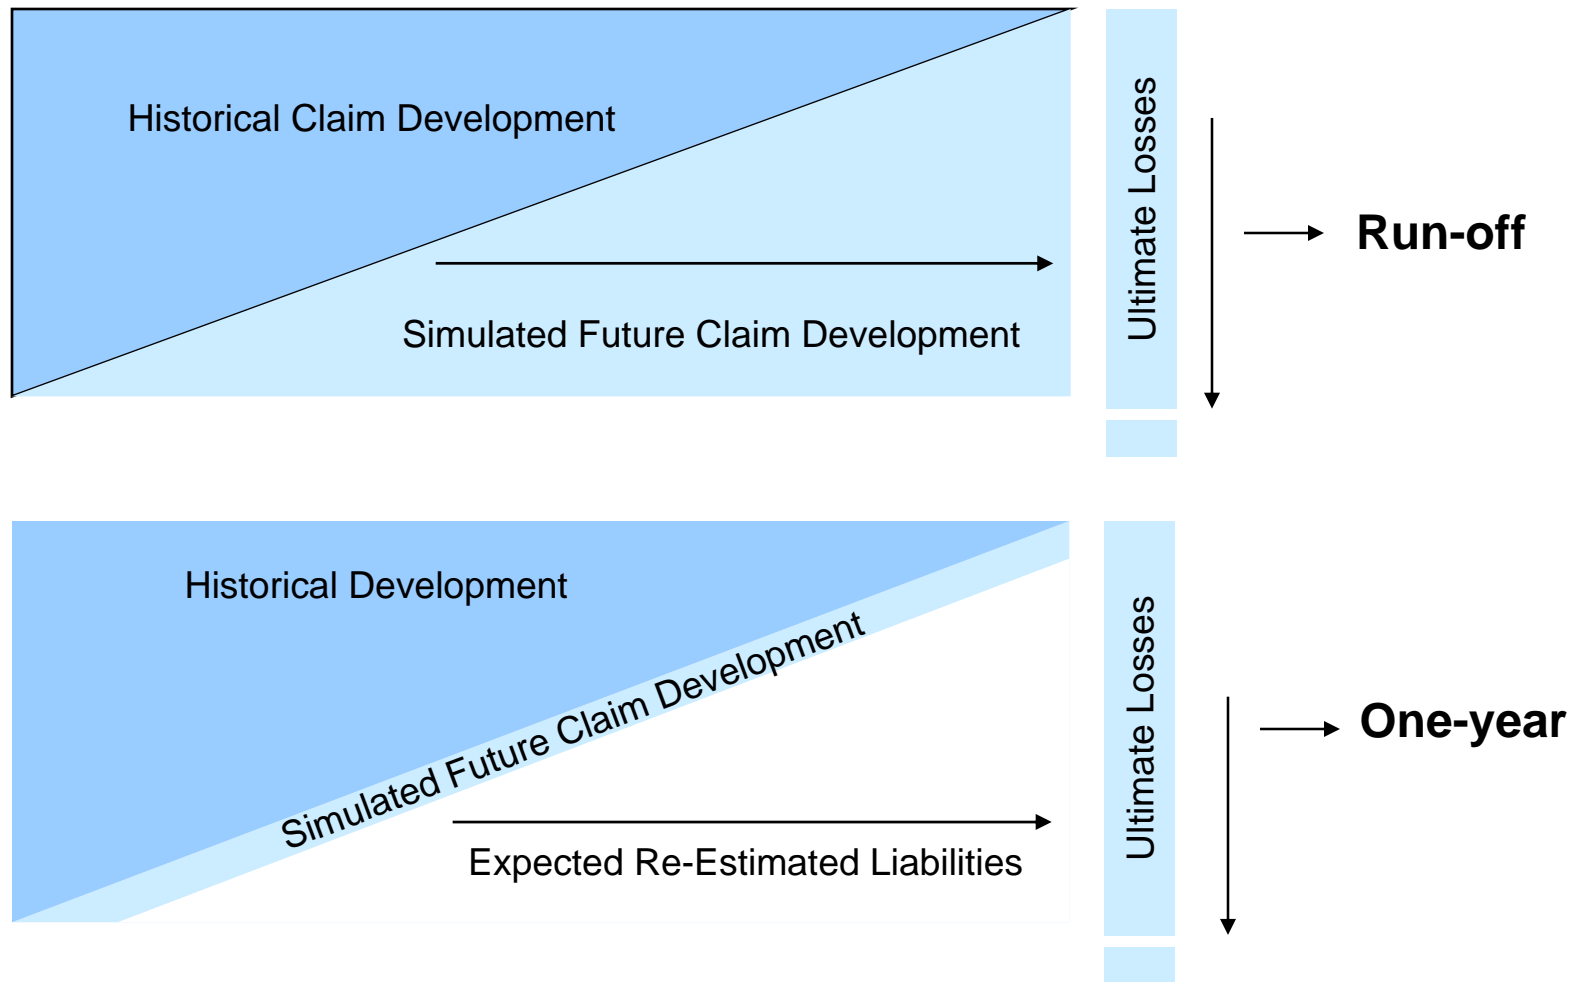 Historical Claim Development
Simulated Future Claim Development
Ultimate Losses
Run-off
Historical Development
Simulated Future Claim Development
Expected Re-Estimated Liabilities
Ultimate Losses
One-year